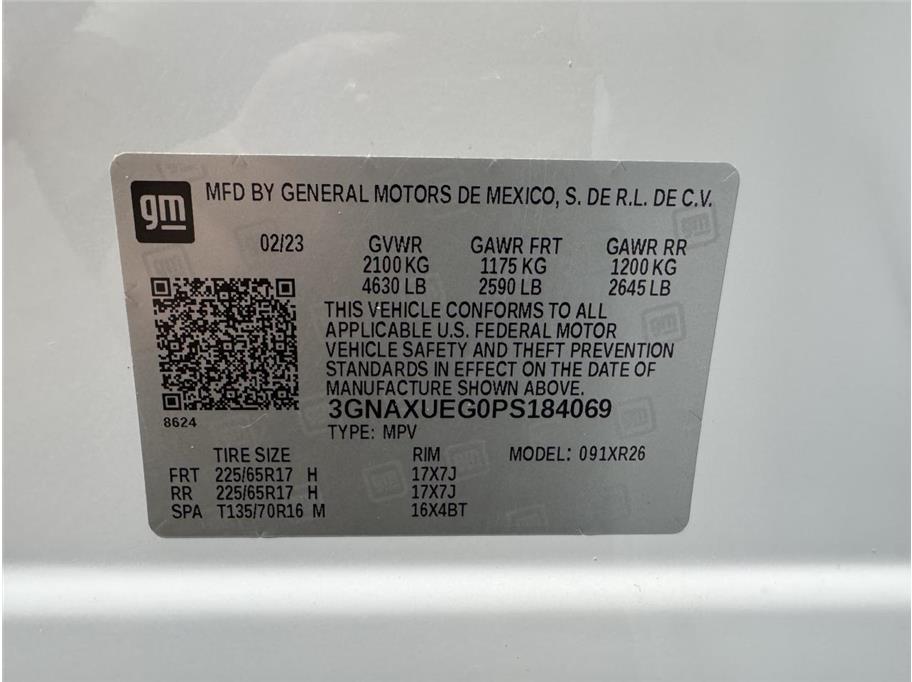 gm MFD BY GENERAL MOTORS DE MEXICO, S. DE R.L. DE C.V.
02/23 GVWR GAWR FRT GAWR RR
2100 KG 1175 KG 1200 KG
4630 LB 2590 LB 2645 LB
THIS VEHICLE CONFORMS TO ALL
APPLICABLE U.S. FEDERAL MOTOR
VEHICLE SAFETY AND THEFT PREVENTION
STANDARDS IN EFFECT ON THE DATE OF
MANUFACTURE SHOWN ABOVE.
3GNAXUEG0PS184069
8624
TYPE: MPV
TIRE SIZE RIM MODEL: 091XR26
FRT 225/65R17 H 17X7J
RR 225/65R17 H 17X7J
SPA T135/70R16 M 16X4BT